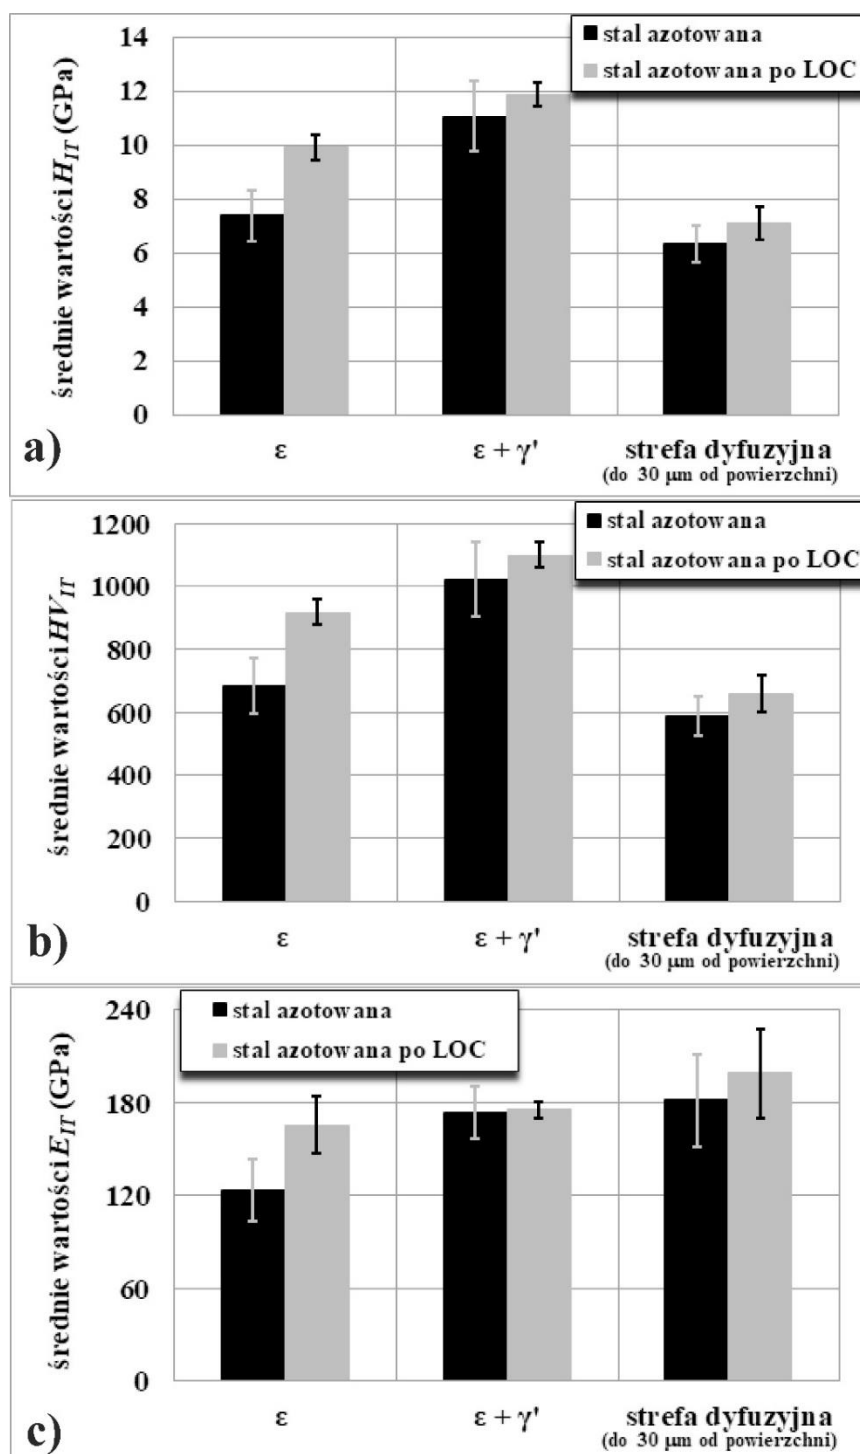 średnie wartości H_IT (GPa)
14
12
10
8
6
4
2
0
stal azotowana
stal azotowana po LOC
a)
ε
ε + γ'
strefa dyfuzyjna
(do 30 μm od powierzchni)
średnie wartości HV_IT
1200
1000
800
600
400
200
0
stal azotowana
stal azotowana po LOC
b)
ε
ε + γ'
strefa dyfuzyjna
(do 30 μm od powierzchni)
średnie wartości E_IT (GPa)
240
180
120
60
0
stal azotowana
stal azotowana po LOC
c)
ε
ε + γ'
strefa dyfuzyjna
(do 30 μm od powierzchni)